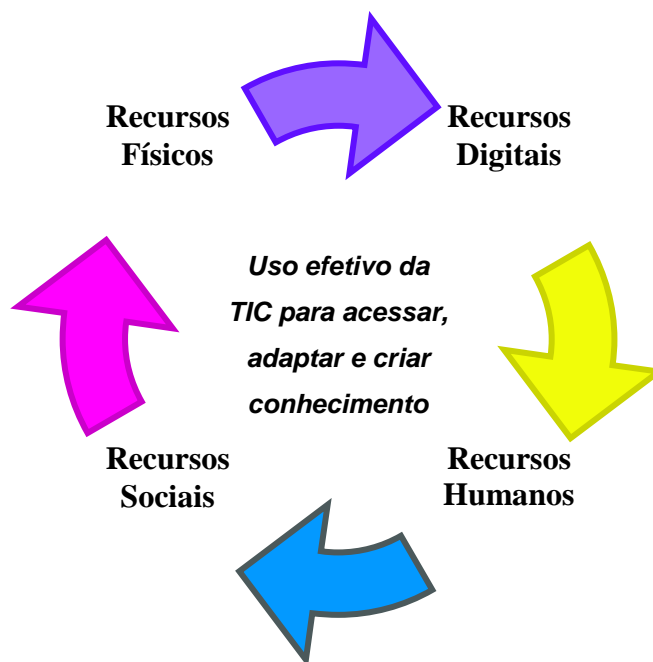 Recursos
Físicos
Recursos
Digitais
Uso efetivo da
TIC para acessar,
adaptar e criar
conhecimento
Recursos
Sociais
Recursos
Humanos